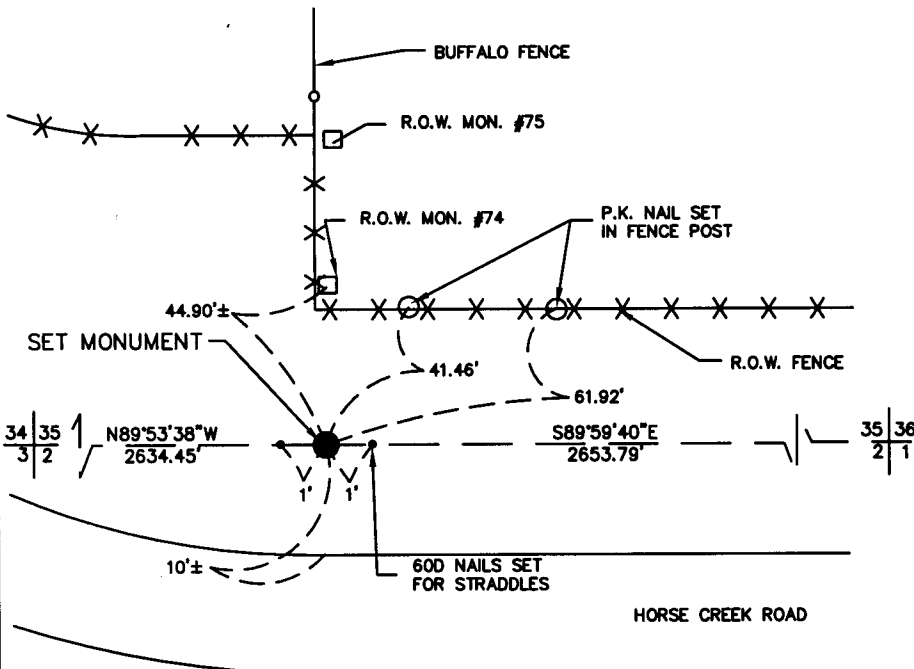 BUFFALO FENCE
R.O.W. MON. #75
R.O.W. MON. #74
P.K. NAIL SET
IN FENCE POST
44.90'±
SET MONUMENT
41.46'
R.O.W. FENCE
61.92'
34 35
3 2
1
N89°53'38"W
2634.45'
S89°59'40"E
2653.79'
35 36
2 1
1' 1'
10'±
60D NAILS SET
FOR STRADDLES
HORSE CREEK ROAD